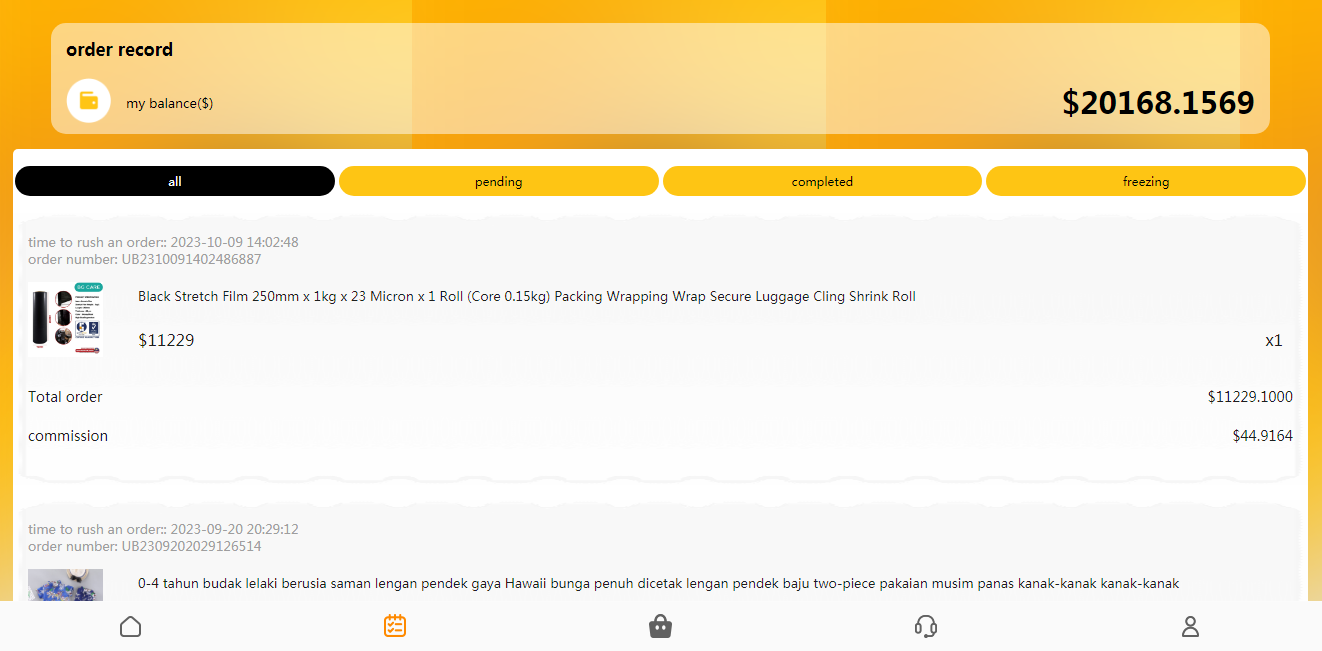 order record
my balance($)
$20168.1569
all
pending
completed
freezing
time to rush an order:: 2023-10-09 14:02:48
order number: UB2310091402486887
Black Stretch Film 250mm x 1kg x 23 Micron x 1 Roll (Core 0.15kg) Packing Wrapping Wrap Secure Luggage Cling Shrink Roll
$11229
x1
Total order
$11229.1000
commission
$44.9164
time to rush an order:: 2023-09-20 20:29:12
order number: UB2309202029126514
0-4 tahun budak lelaki berusia saman lengan pendek gaya Hawaii bunga penuh dicetak lengan pendek baju two-piece pakaian musim panas kanak-kanak kanak-kanak